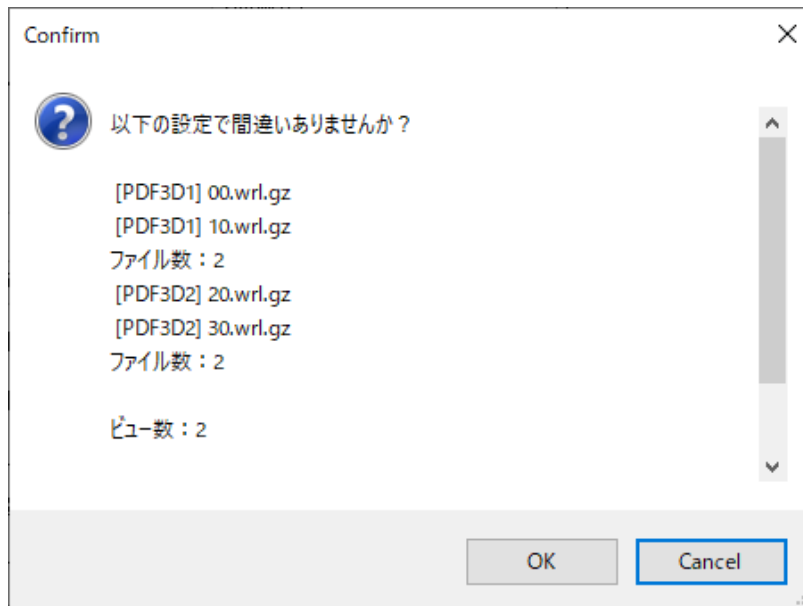 Confirm
以下の設定で間違いありませんか？
[PDF3D1] 00.wrl.gz
[PDF3D1] 10.wrl.gz
ファイル数：2
[PDF3D2] 20.wrl.gz
[PDF3D2] 30.wrl.gz
ファイル数：2
ビュー数：2
OK
Cancel